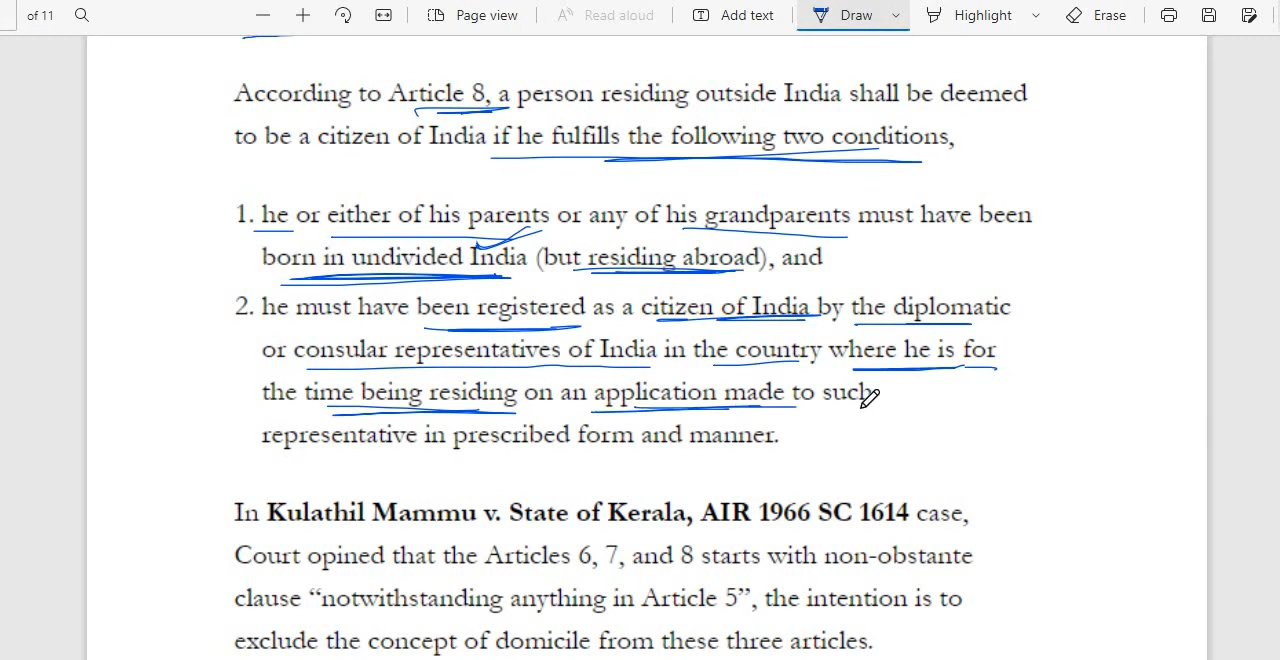 of 11
Page view
Read aloud
Add text
Draw
Highlight
Erase
According to Article 8, a person residing outside India shall be deemed
to be a citizen of India if he fulfills the following two conditions,
1. he or either of his parents or any of his grandparents must have been
born in undivided India (but residing abroad), and
2. he must have been registered as a citizen of India by the diplomatic
or consular representatives of India in the country where he is for
the time being residing on an application made to such
representative in prescribed form and manner.
In Kulathil Mammu v. State of Kerala, AIR 1966 SC 1614 case,
Court opined that the Articles 6, 7, and 8 starts with non-obstante
clause “notwithstanding anything in Article 5”, the intention is to
exclude the concept of domicile from these three articles.